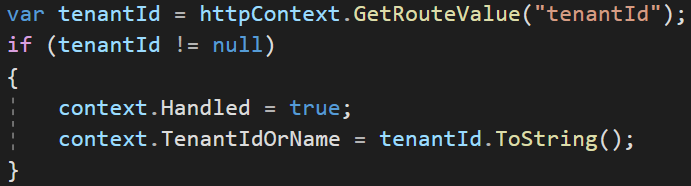 var tenantId = httpContext.GetRouteValue("tenantId");
if (tenantId != null)
{
    context.Handled = true;
    context.TenantIdOrName = tenantId.ToString();
}